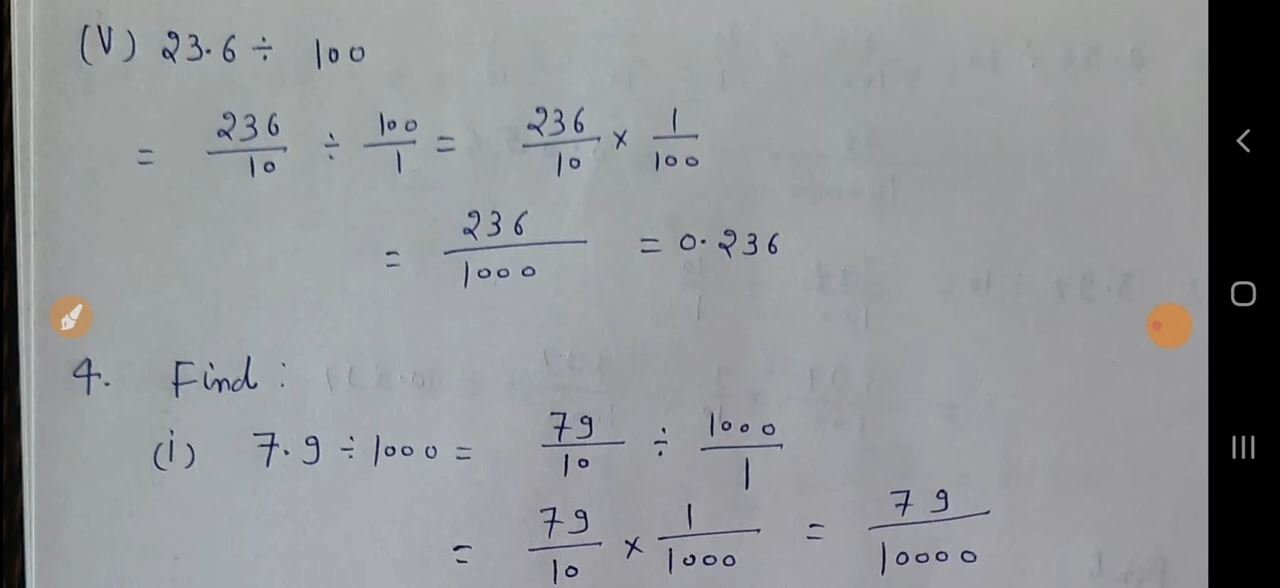 (V) 23.6 ÷ 100
= 236/10 ÷ 100/1 = 236/10 × 1/100
= 236/1000 = 0.236
4. Find :
(i) 7.9 ÷ 1000 = 79/10 ÷ 1000/1
= 79/10 × 1/1000 = 79/10000